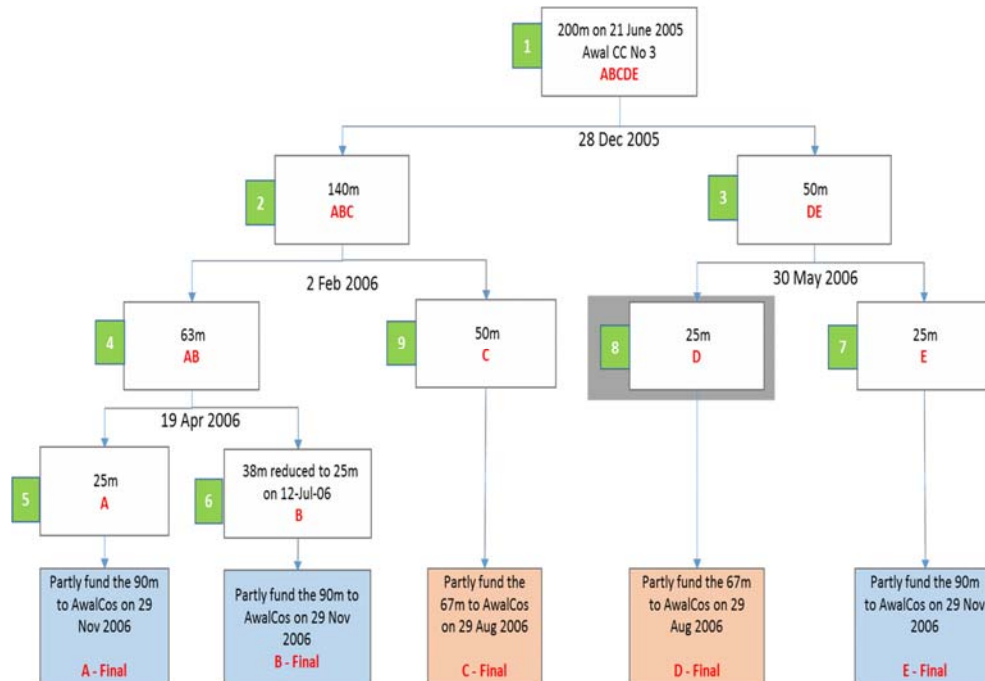 1
200m on 21 June 2005
Awal CC No 3
ABCDE
28 Dec 2005
2
140m
ABC
3
50m
DE
2 Feb 2006
30 May 2006
4
63m
AB
9
50m
C
8
25m
D
7
25m
E
19 Apr 2006
5
25m
A
6
38m reduced to 25m
on 12-Jul-06
B
Partly fund the 90m
to AwalCos on 29
Nov 2006
A - Final
Partly fund the 90m to
AwalCos on 29 Nov
2006
B - Final
Partly fund the
67m to AwalCos
on 29 Aug 2006
C - Final
Partly fund the 67m
to AwalCos on 29
Aug 2006
D - Final
Partly fund the 90m
to AwalCos on 29 Nov
2006
E - Final